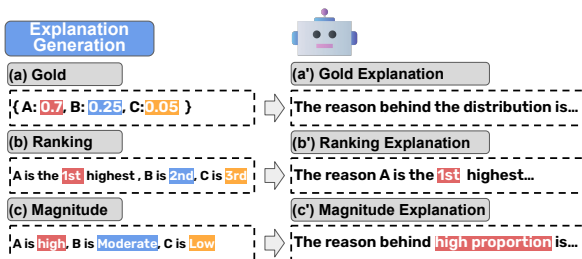 Explanation
Generation
(a) Gold
(a') Gold Explanation
{ A: 0.7, B: 0.25, C:0.05 }
The reason behind the distribution is...
(b) Ranking
(b') Ranking Explanation
A is the 1st highest , B is 2nd, C is 3rd
The reason A is the 1st highest...
(c) Magnitude
(c') Magnitude Explanation
A is high, B is Moderate, C is Low
The reason behind high proportion is...